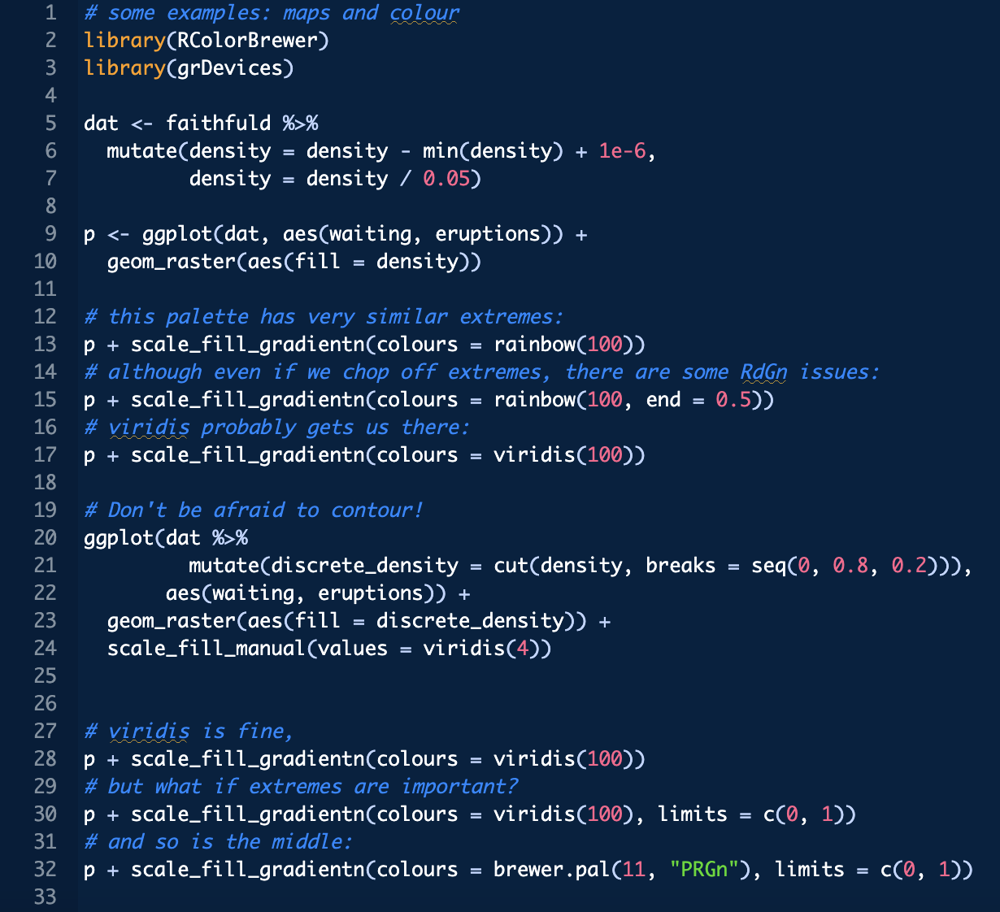 1 # some examples: maps and colour
2 library(RColorBrewer)
3 library(grDevices)
4
5 dat <- faithfuld %>%
6   mutate(density = density - min(density) + 1e-6,
7          density = density / 0.05)
8
9 p <- ggplot(dat, aes(waiting, eruptions)) +
10   geom_raster(aes(fill = density))
11
12 # this palette has very similar extremes:
13 p + scale_fill_gradientn(colours = rainbow(100))
14 # although even if we chop off extremes, there are some RdGn issues:
15 p + scale_fill_gradientn(colours = rainbow(100, end = 0.5))
16 # viridis probably gets us there:
17 p + scale_fill_gradientn(colours = viridis(100))
18
19 # Don't be afraid to contour!
20 ggplot(dat %>%
21          mutate(discrete_density = cut(density, breaks = seq(0, 0.8, 0.2))),
22        aes(waiting, eruptions)) +
23   geom_raster(aes(fill = discrete_density)) +
24   scale_fill_manual(values = viridis(4))
25
26
27 # viridis is fine,
28 p + scale_fill_gradientn(colours = viridis(100))
29 # but what if extremes are important?
30 p + scale_fill_gradientn(colours = viridis(100), limits = c(0, 1))
31 # and so is the middle:
32 p + scale_fill_gradientn(colours = brewer.pal(11, "PRGn"), limits = c(0, 1))
33